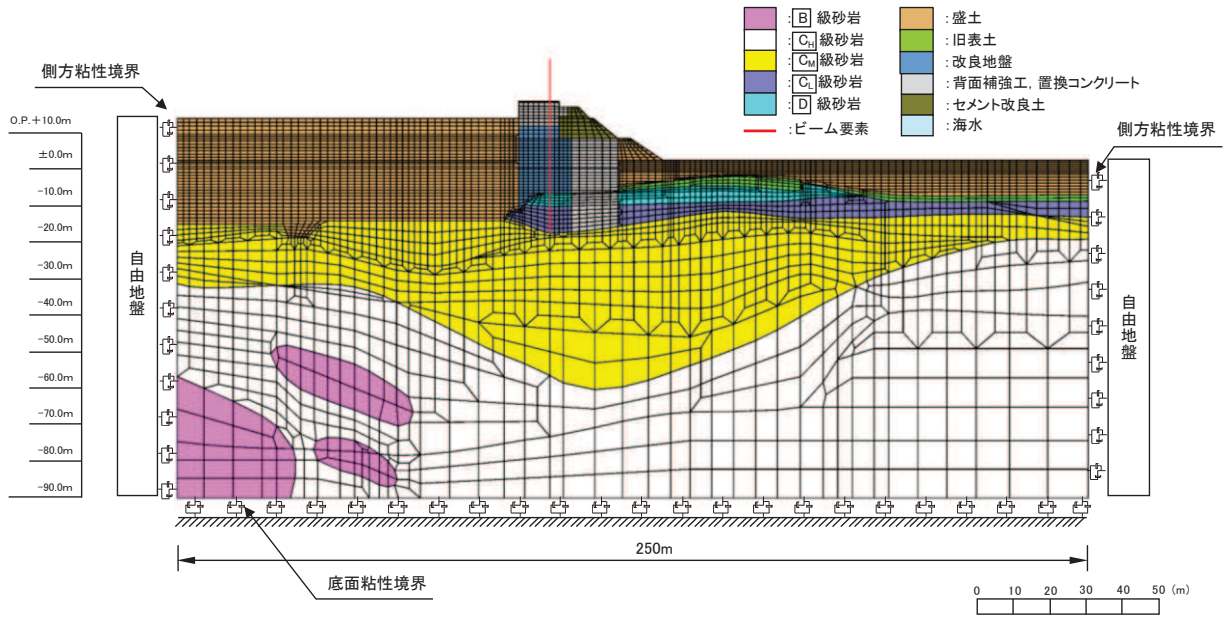 B 級砂岩
CH 級砂岩
CM 級砂岩
CL 級砂岩
D 級砂岩
:ビーム要素
:盛土
:旧表土
:改良地盤
:背面補強工, 置換コンクリート
:セメント改良土
:海水
側方粘性境界
側方粘性境界
O.P.+10.0m
±0.0m
-10.0m
-20.0m
-30.0m
-40.0m
-50.0m
-60.0m
-70.0m
-80.0m
-90.0m
自由地盤
自由地盤
250m
底面粘性境界
0 10 20 30 40 50 (m)